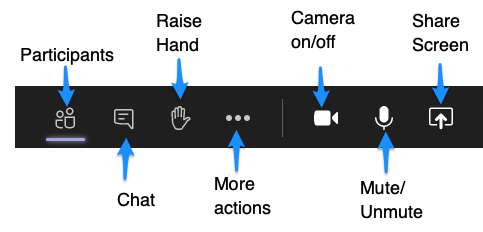 Participants
Raise
Hand
Camera
on/off
Share
Screen
Chat
More
actions
Mute/
Unmute